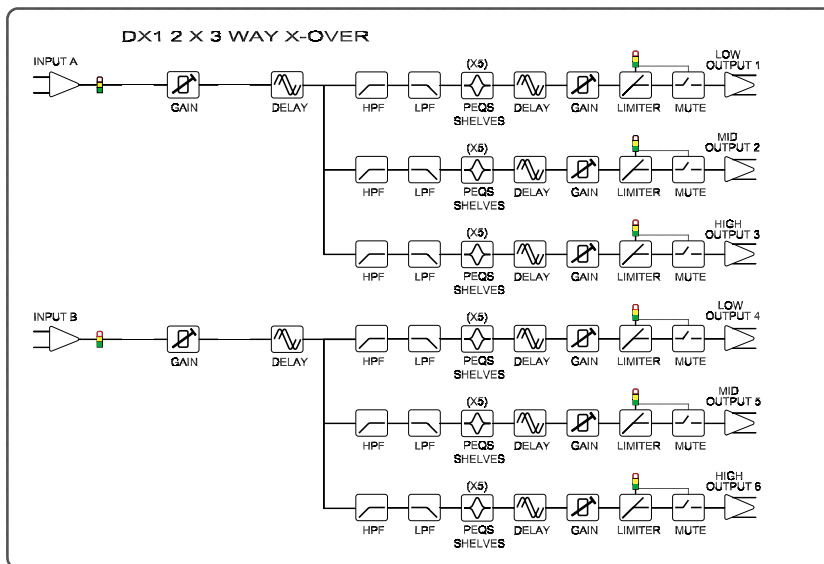 DX1 2 X 3 WAY X-OVER
INPUT A
GAIN
DELAY
(X5)
LOW
OUTPUT 1
HPF LPF PEQS DELAY GAIN LIMITER MUTE
SHELVES
(X5)
MID
OUTPUT 2
HPF LPF PEQS DELAY GAIN LIMITER MUTE
SHELVES
(X5)
HIGH
OUTPUT 3
HPF LPF PEQS DELAY GAIN LIMITER MUTE
SHELVES
INPUT B
GAIN
DELAY
(X5)
LOW
OUTPUT 4
HPF LPF PEQS DELAY GAIN LIMITER MUTE
SHELVES
(X5)
MID
OUTPUT 5
HPF LPF PEQS DELAY GAIN LIMITER MUTE
SHELVES
(X5)
HIGH
OUTPUT 6
HPF LPF PEQS DELAY GAIN LIMITER MUTE
SHELVES